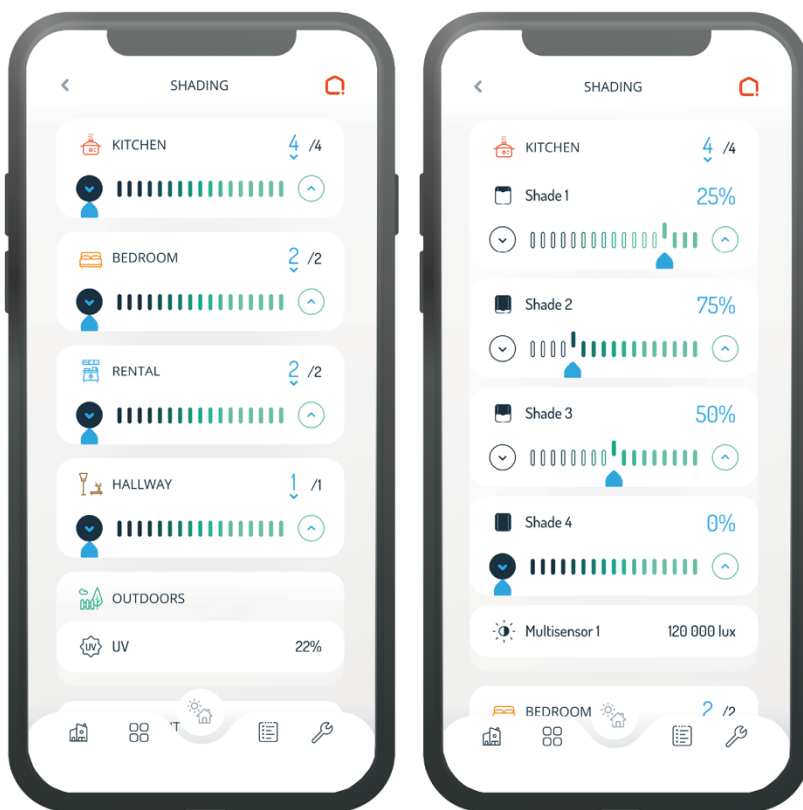 SHADING
KITCHEN 4 /4
BEDROOM 2 /2
RENTAL 2 /2
HALLWAY 1 /1
OUTDOORS
UV UV 22%
SHADING
KITCHEN 4 /4
Shade 1 25%
Shade 2 75%
Shade 3 50%
Shade 4 0%
Multisensor 1 120 000 lux
BEDROOM 2 /2